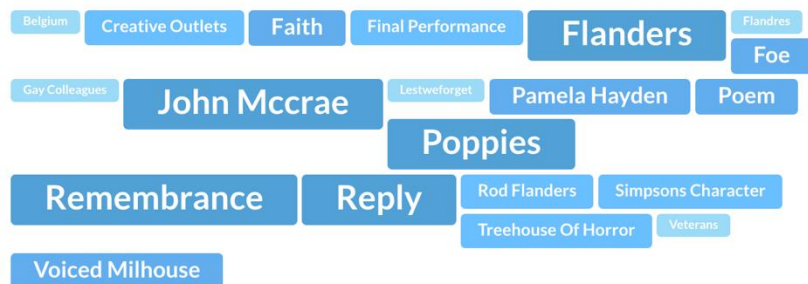 Belgium Creative Outlets Faith Final Performance Flanders Flandres
Foe
Gay Colleagues John Mccrae Lestweforget Pamela Hayden Poem
Poppies
Remembrance Reply Rod Flanders Simpsons Character
Treehouse Of Horror Veterans
Voiced Milhouse